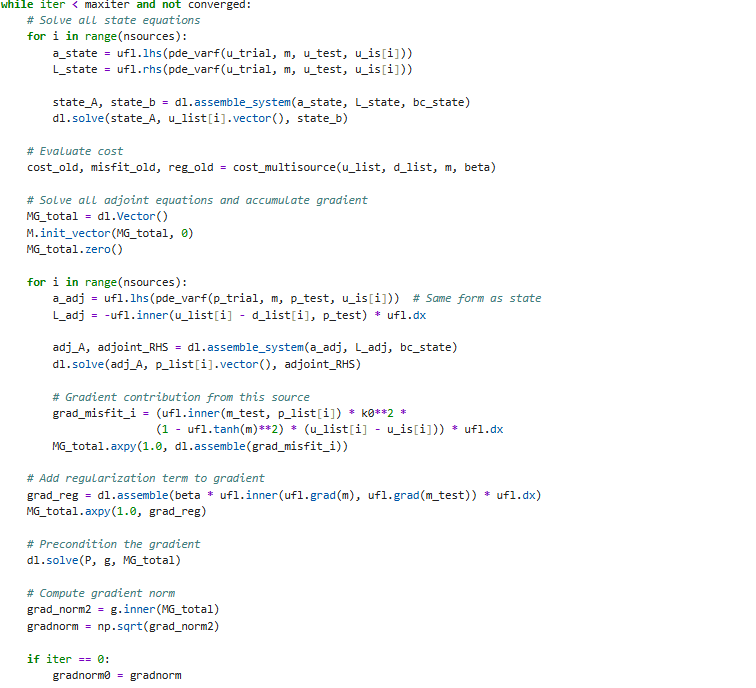 while iter < maxiter and not converged:
    # Solve all state equations
    for i in range(nsources):
        a_state = ufl.lhs(pde_varf(u_trial, m, u_test, u_is[i]))
        L_state = ufl.rhs(pde_varf(u_trial, m, u_test, u_is[i]))

        state_A, state_b = dl.assemble_system(a_state, L_state, bc_state)
        dl.solve(state_A, u_list[i].vector(), state_b)

    # Evaluate cost
    cost_old, misfit_old, reg_old = cost_multisource(u_list, d_list, m, beta)

    # Solve all adjoint equations and accumulate gradient
    MG_total = dl.Vector()
    M.init_vector(MG_total, 0)
    MG_total.zero()

    for i in range(nsources):
        a_adj = ufl.lhs(pde_varf(p_trial, m, p_test, u_is[i]))  # Same form as state
        L_adj = -ufl.inner(u_list[i] - d_list[i], p_test) * ufl.dx

        adj_A, adjoint_RHS = dl.assemble_system(a_adj, L_adj, bc_state)
        dl.solve(adj_A, p_list[i].vector(), adjoint_RHS)

        # Gradient contribution from this source
        grad_misfit_i = (ufl.inner(m_test, p_list[i]) * k0**2 *
                        (1 - ufl.tanh(m)**2) * (u_list[i] - u_is[i])) * ufl.dx
        MG_total.axpy(1.0, dl.assemble(grad_misfit_i))

    # Add regularization term to gradient
    grad_reg = dl.assemble(beta * ufl.inner(ufl.grad(m), ufl.grad(m_test)) * ufl.dx)
    MG_total.axpy(1.0, grad_reg)

    # Precondition the gradient
    dl.solve(P, g, MG_total)

    # Compute gradient norm
    grad_norm2 = g.inner(MG_total)
    gradnorm = np.sqrt(grad_norm2)

    if iter == 0:
        gradnorm0 = gradnorm